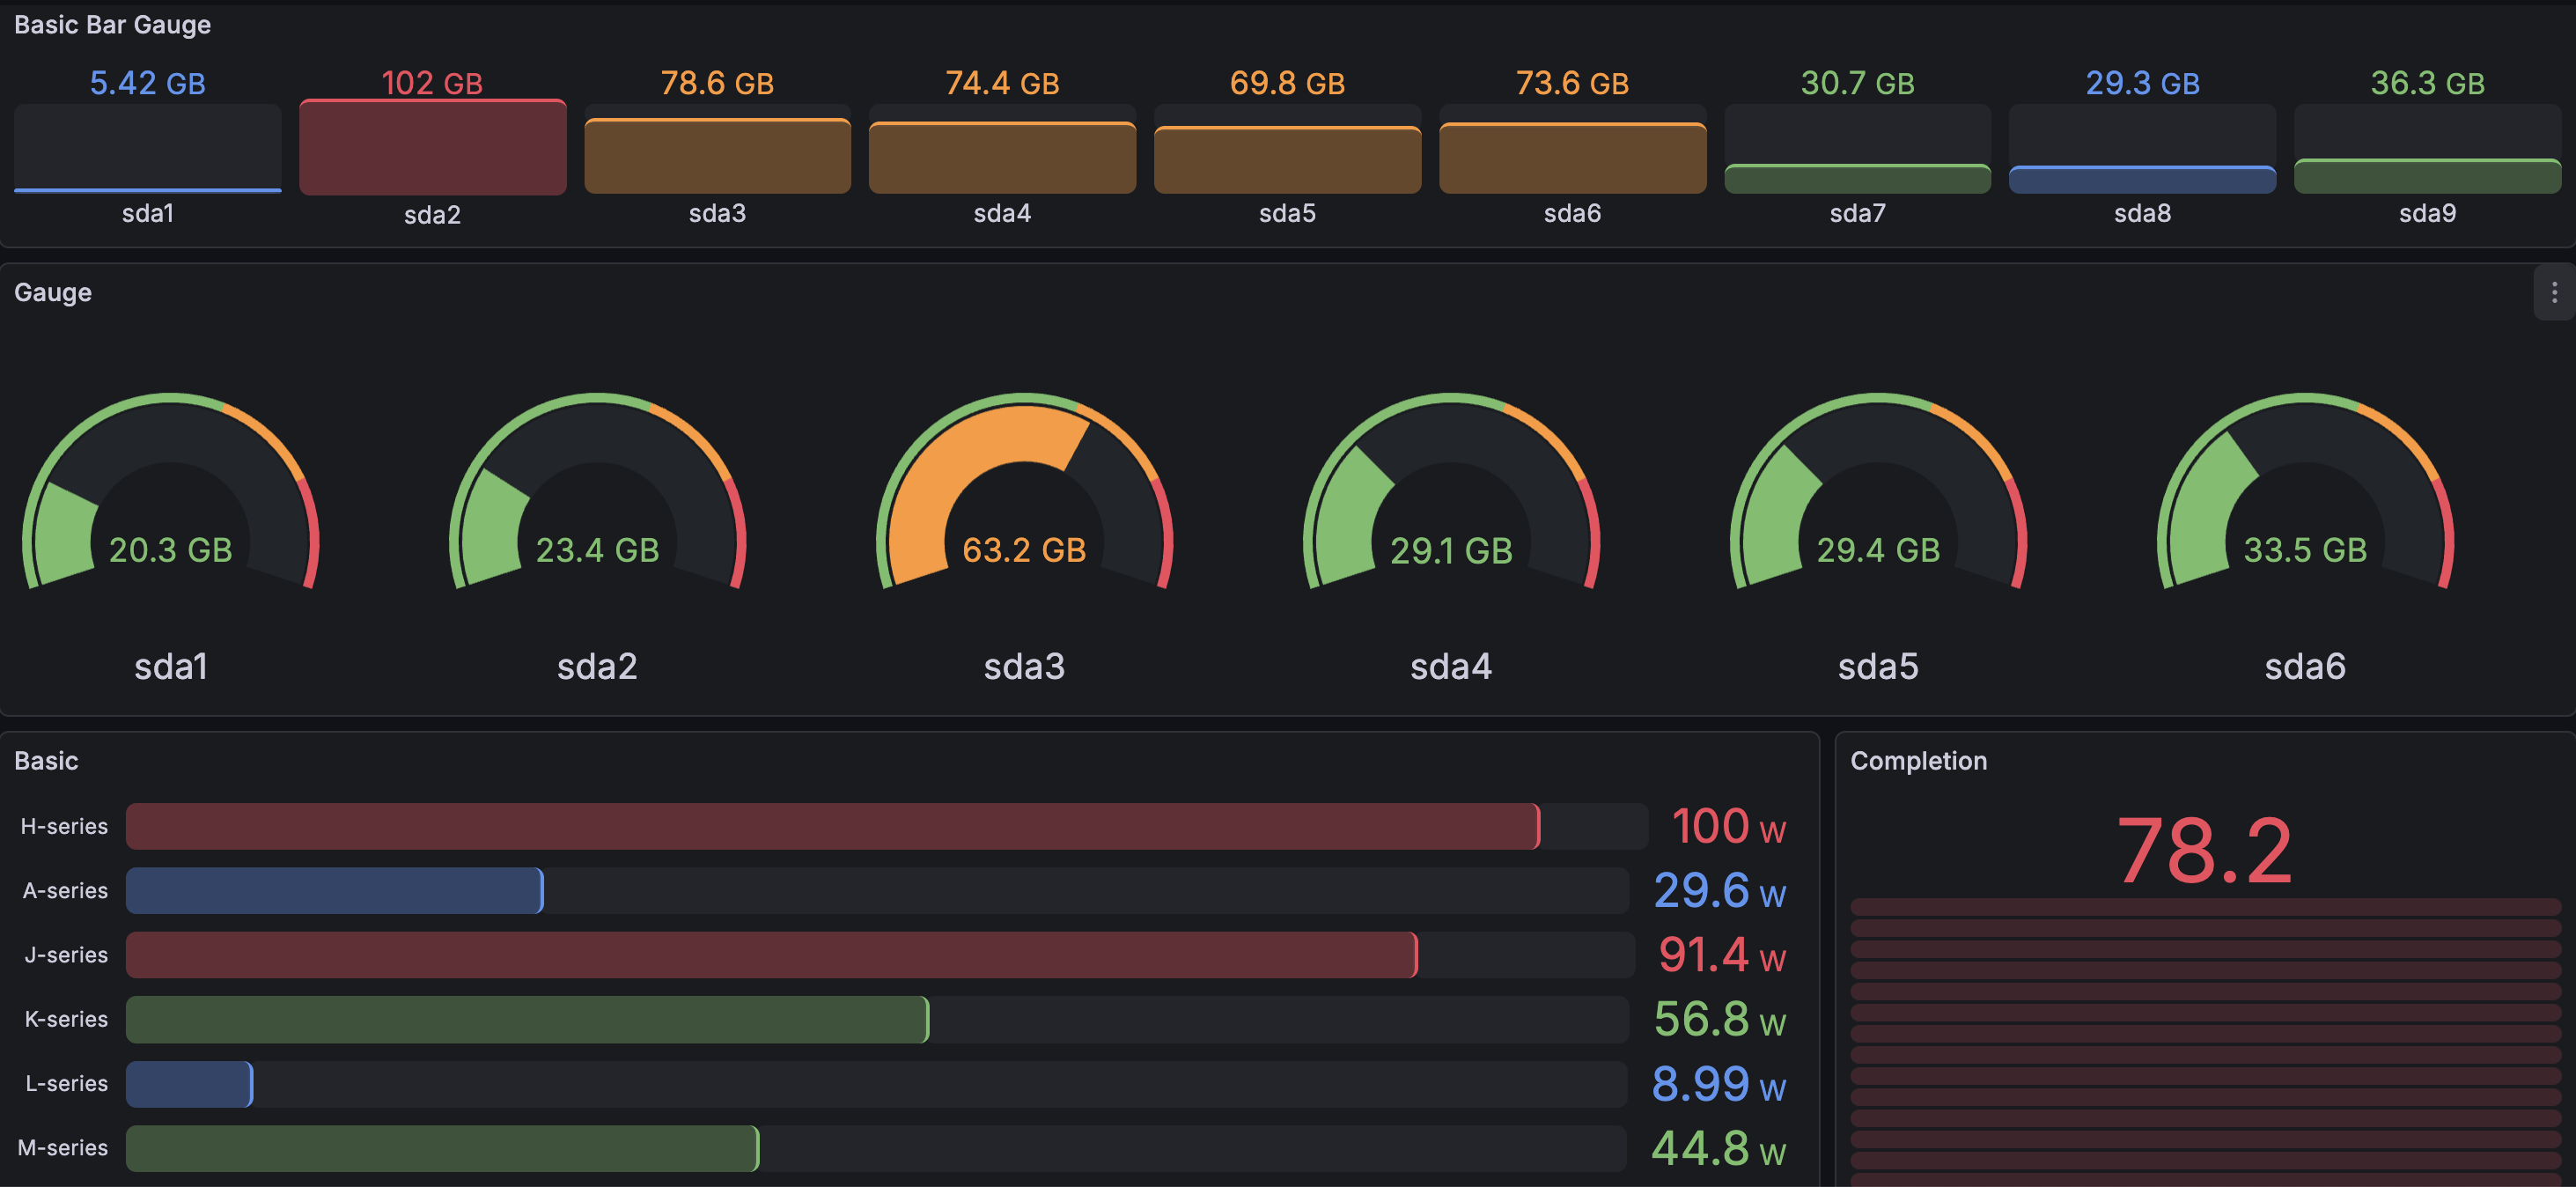 Basic Bar Gauge
5.42 GB 102 GB 78.6 GB 74.4 GB 69.8 GB 73.6 GB 30.7 GB 29.3 GB 36.3 GB
sda1 sda2 sda3 sda4 sda5 sda6 sda7 sda8 sda9
Gauge
20.3 GB 23.4 GB 63.2 GB 29.1 GB 29.4 GB 33.5 GB
sda1 sda2 sda3 sda4 sda5 sda6
Basic
H-series 100 W
A-series 29.6 W
J-series 91.4 W
K-series 56.8 W
L-series 8.99 W
M-series 44.8 W
Completion
78.2